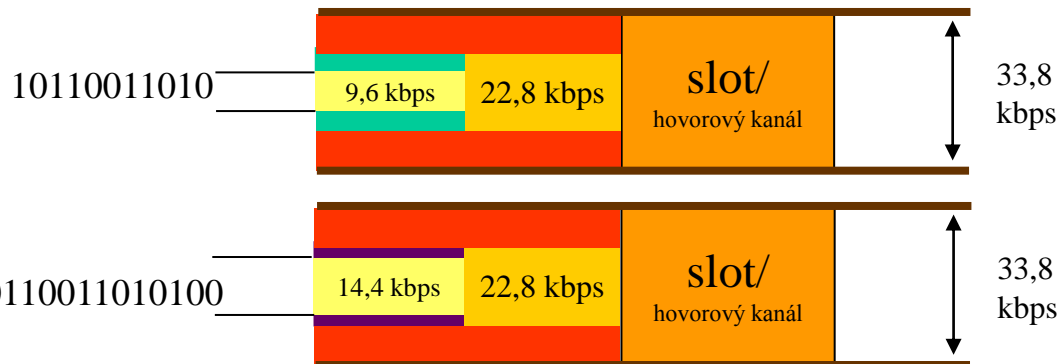 10110011010
9,6 kbps
22,8 kbps
slot/
hovorový kanál
33,8
kbps
0110011010100
14,4 kbps
22,8 kbps
slot/
hovorový kanál
33,8
kbps